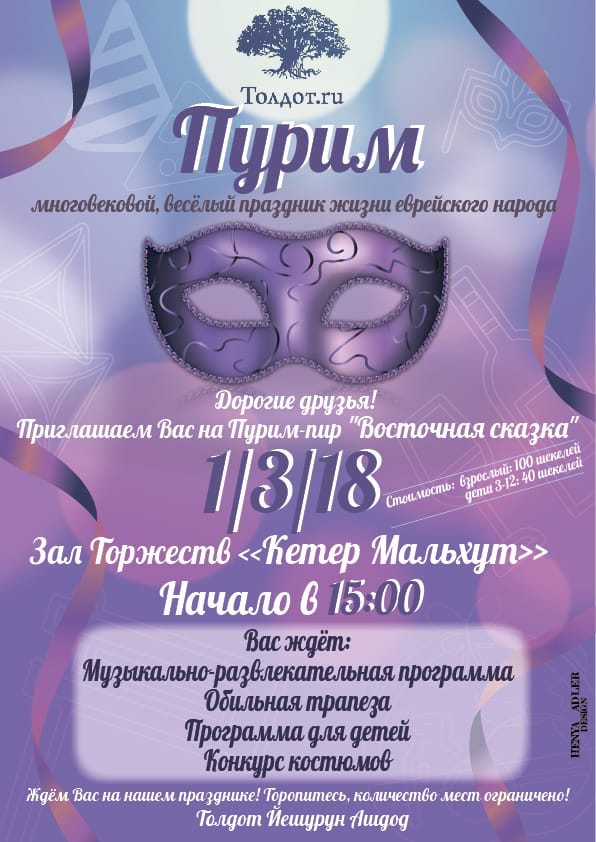 Толдот.ru
Пурим
многовековой, весёлый праздник жизни еврейского народа
Дорогие друзья!
Приглашаем Вас на Пурим-пир "Восточная сказка"
1/3/18
Стоимость: взрослый: 100 шекелей
дети 3-12: 40 шекелей
Зал Торжеств <<Кетер Мальхут>>
Начало в 15:00
Вас ждёт:
Музыкально-развлекательная программа
Обильная трапеза
Программа для детей
Конкурс костюмов
HENYA ADLER
DESIGN
Ждём Вас на нашем празднике! Торопитесь, количество мест ограничено!
Толдот Йешурун Ашдод